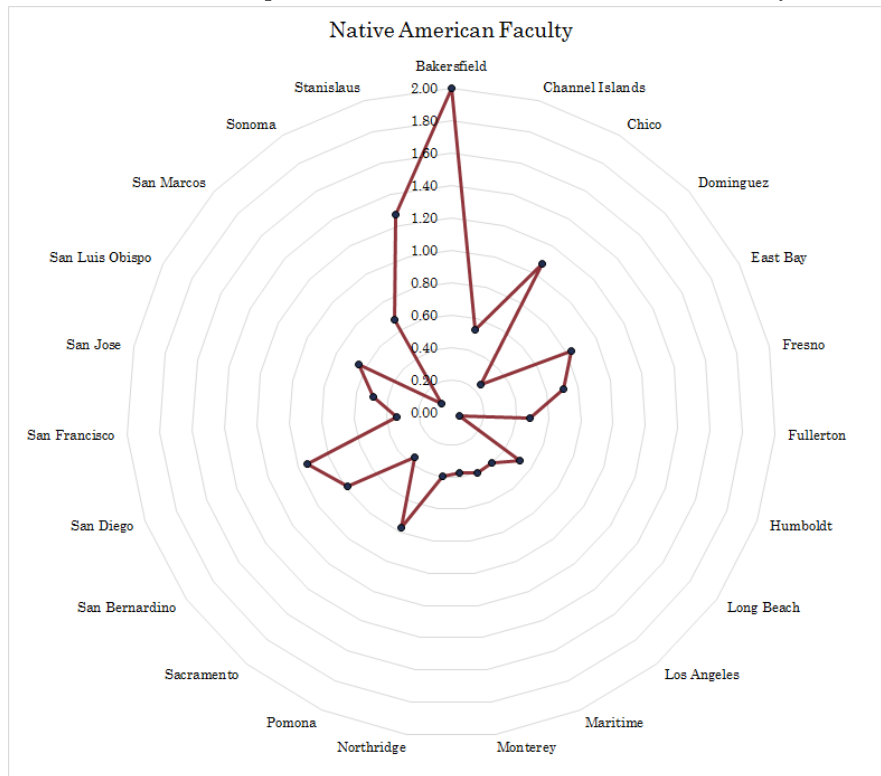 Native American Faculty
Bakersfield
Channel Islands
Chico
Dominguez
East Bay
Fresno
Fullerton
Humboldt
Long Beach
Los Angeles
Maritime
Monterey
Northridge
Pomona
Sacramento
San Bernardino
San Diego
San Francisco
San Jose
San Luis Obispo
San Marcos
Sonoma
Stanislaus
2.00
1.80
1.60
1.40
1.20
1.00
0.80
0.60
0.40
0.20
0.00